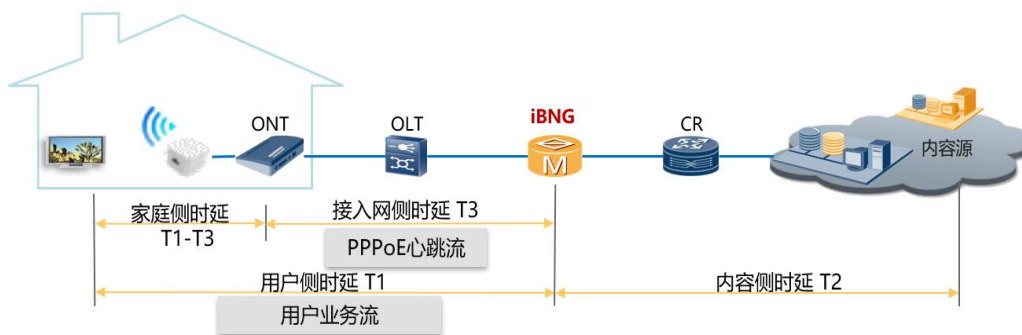 ONT
OLT
iBNG
CR
M
内容源
家庭侧时延
T1-T3
接入网侧时延 T3
PPPoE心跳流
用户侧时延 T1
内容侧时延 T2
用户业务流